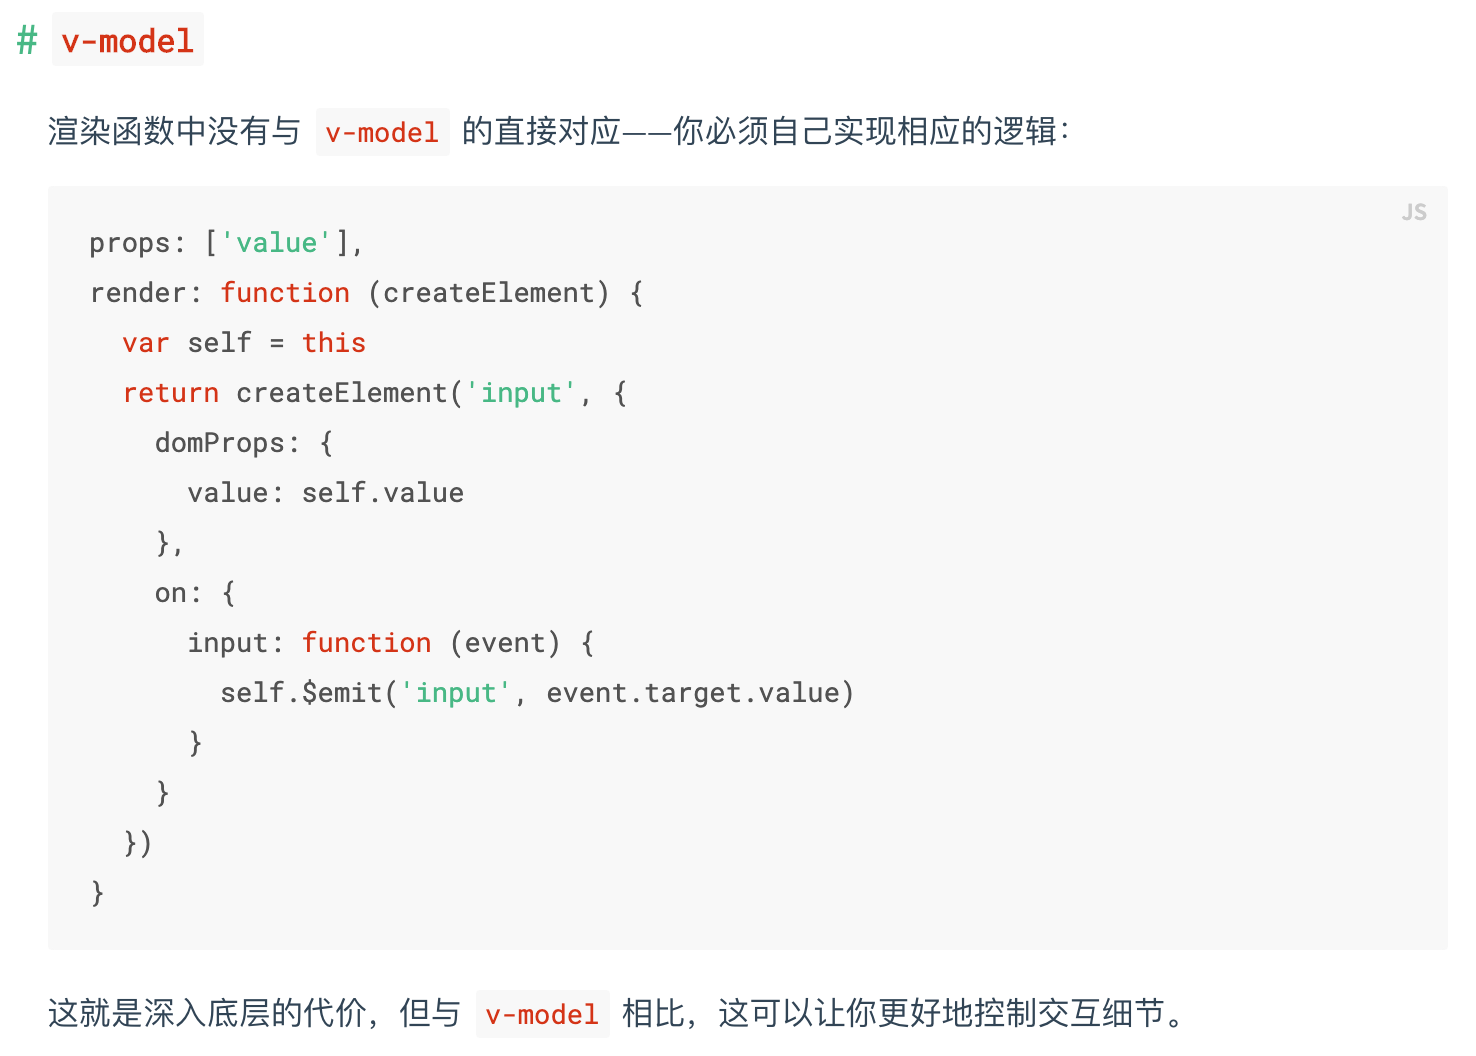 # v-model
渲染函数中没有与 v-model 的直接对应——你必须自己实现相应的逻辑：
JS
props: ['value'],
render: function (createElement) {
  var self = this
  return createElement('input', {
    domProps: {
      value: self.value
    },
    on: {
      input: function (event) {
        self.$emit('input', event.target.value)
      }
    }
  })
}
这就是深入底层的代价，但与 v-model 相比，这可以让你更好地控制交互细节。